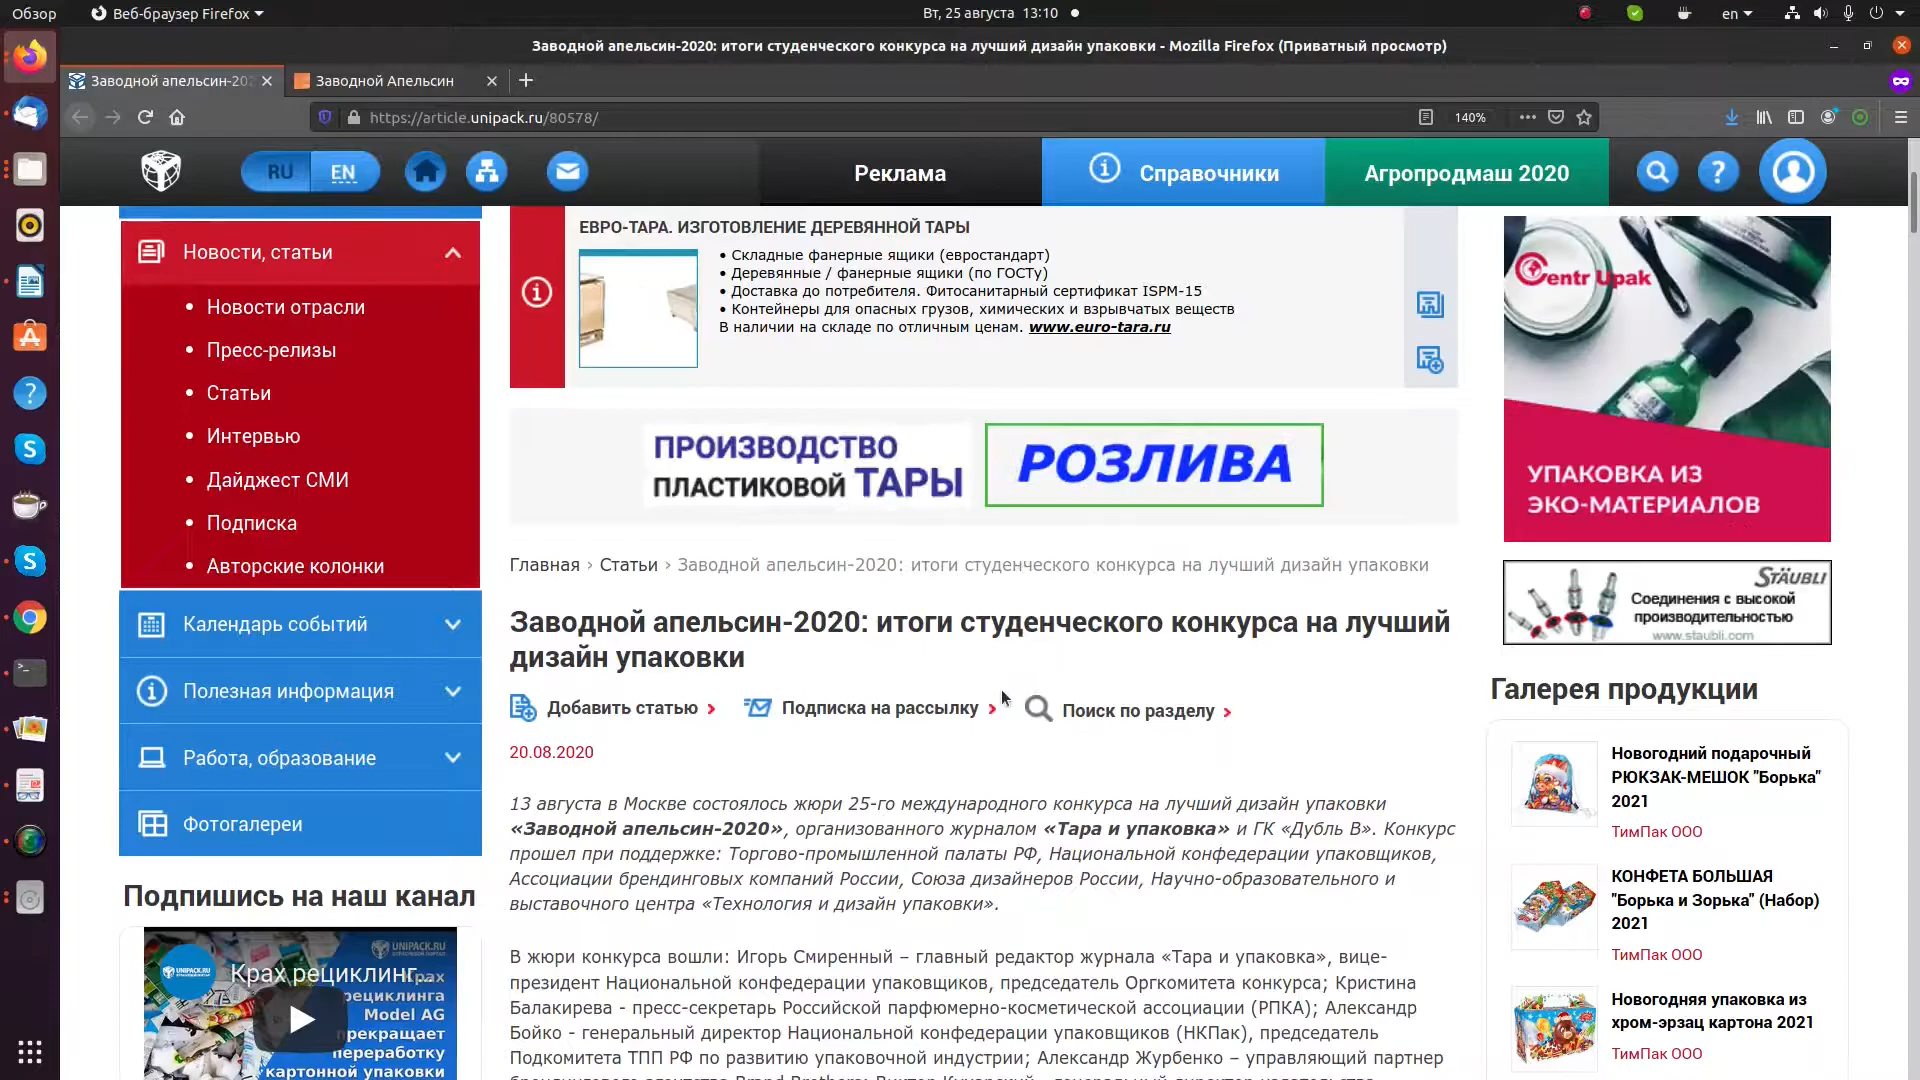 Обзор
Веб-браузер Firefox
Вт, 25 августа 13:10
en
Заводной апельсин-2020: итоги студенческого конкурса на лучший дизайн упаковки - Mozilla Firefox (Приватный просмотр)
Заводной апельсин-202
Заводной Апельсин
https://article.unipack.ru/80578/
140%
RU
EN
Реклама
Справочники
Агропродмаш 2020
Новости, статьи
• Новости отрасли
• Пресс-релизы
• Статьи
• Интервью
• Дайджест СМИ
• Подписка
• Авторские колонки
Календарь событий
Полезная информация
Работа, образование
Фотогалереи
Подпишись на наш канал
UNIPACK.RU
UNIPACK.RU
Крах рециклинг...
Крах
рециклинга
Model AG
прекращает
переработку
картонной упаковки
ЕВРО-ТАРА. ИЗГОТОВЛЕНИЕ ДЕРЕВЯННОЙ ТАРЫ
• Складные фанерные ящики (евростандарт)
• Деревянные / фанерные ящики (по ГОСТу)
• Доставка до потребителя. Фитосанитарный сертификат ISPM-15
• Контейнеры для опасных грузов, химических и взрывчатых веществ
В наличии на складе по отличным ценам. www.euro-tara.ru
ПРОИЗВОДСТВО
ПЛАСТИКОВОЙ ТАРЫ
РОЗЛИВА
Главная › Статьи › Заводной апельсин-2020: итоги студенческого конкурса на лучший дизайн упаковки
Заводной апельсин-2020: итоги студенческого конкурса на лучший
дизайн упаковки
Добавить статью
Подписка на рассылку
Поиск по разделу
20.08.2020
13 августа в Москве состоялось жюри 25-го международного конкурса на лучший дизайн упаковки
«Заводной апельсин-2020», организованного журналом «Тара и упаковка» и ГК «Дубль В». Конкурс
прошел при поддержке: Торгово-промышленной палаты РФ, Национальной конфедерации упаковщиков,
Ассоциации брендинговых компаний России, Союза дизайнеров России, Научно-образовательного и
выставочного центра «Технология и дизайн упаковки».
В жюри конкурса вошли: Игорь Смиренный – главный редактор журнала «Тара и упаковка», вице-
президент Национальной конфедерации упаковщиков, председатель Оргкомитета конкурса; Кристина
Балакирева - пресс-секретарь Российской парфюмерно-косметической ассоциации (РПКА); Александр
Бойко - генеральный директор Национальной конфедерации упаковщиков (НКПак), председатель
Подкомитета ТПП РФ по развитию упаковочной индустрии; Александр Журбенко – управляющий партнер
Centr Upak
УПАКОВКА ИЗ
ЭКО-МАТЕРИАЛОВ
STÄUBLI
Соединения с высокой
производительностью
www.staubli.com
Галерея продукции
Новогодний подарочный
РЮКЗАК-МЕШОК "Борька"
2021
ТимПак ООО
КОНФЕТА БОЛЬШАЯ
"Борька и Зорька" (Набор)
2021
ТимПак ООО
Новогодняя упаковка из
хром-эрзац картона 2021
ТимПак ООО